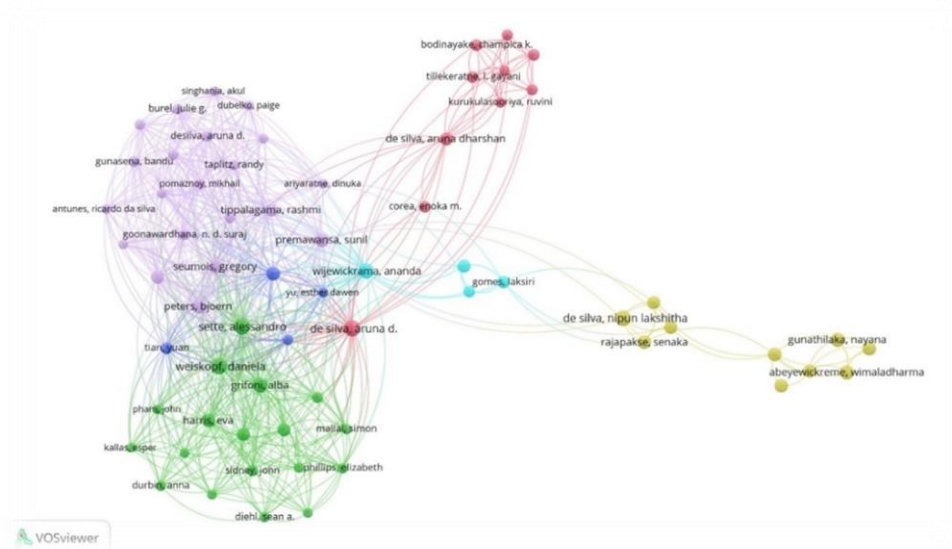 bodinayake, champica k.
tillekeratne, l. gayani
singhania, akul
burel, julie g.
dubelko, paige
kurukulasooriya, ruvini
desilva, aruna d.
de silva, aruna dharshan
gunasena, bandu
taplitz, randy
pomaznoy, mikhail
ariyaratne, dinuka
antunes, ricardo da silva
tippalagama, rashmi
corea, enoka m.
goonawardhana, n. d. suraj
premawansa, sunil
seumois, gregory
wijewickrama, ananda
gomes, laksiri
yu, esther dawen
peters, bjoern
de silva, nipun lakshitha
sette, alessandro
de silva, aruna d.
rajapakse, senaka
gunathilaka, nayana
tian, yuan
weiskopf, daniela
abeyewickreme, wimaladharma
grifoni, alba
pham, john
harris, eva
mallal, simon
kallas, esper
sidney, john
phillips, elizabeth
durbin, anna
diehl, sean a.
VOSviewer